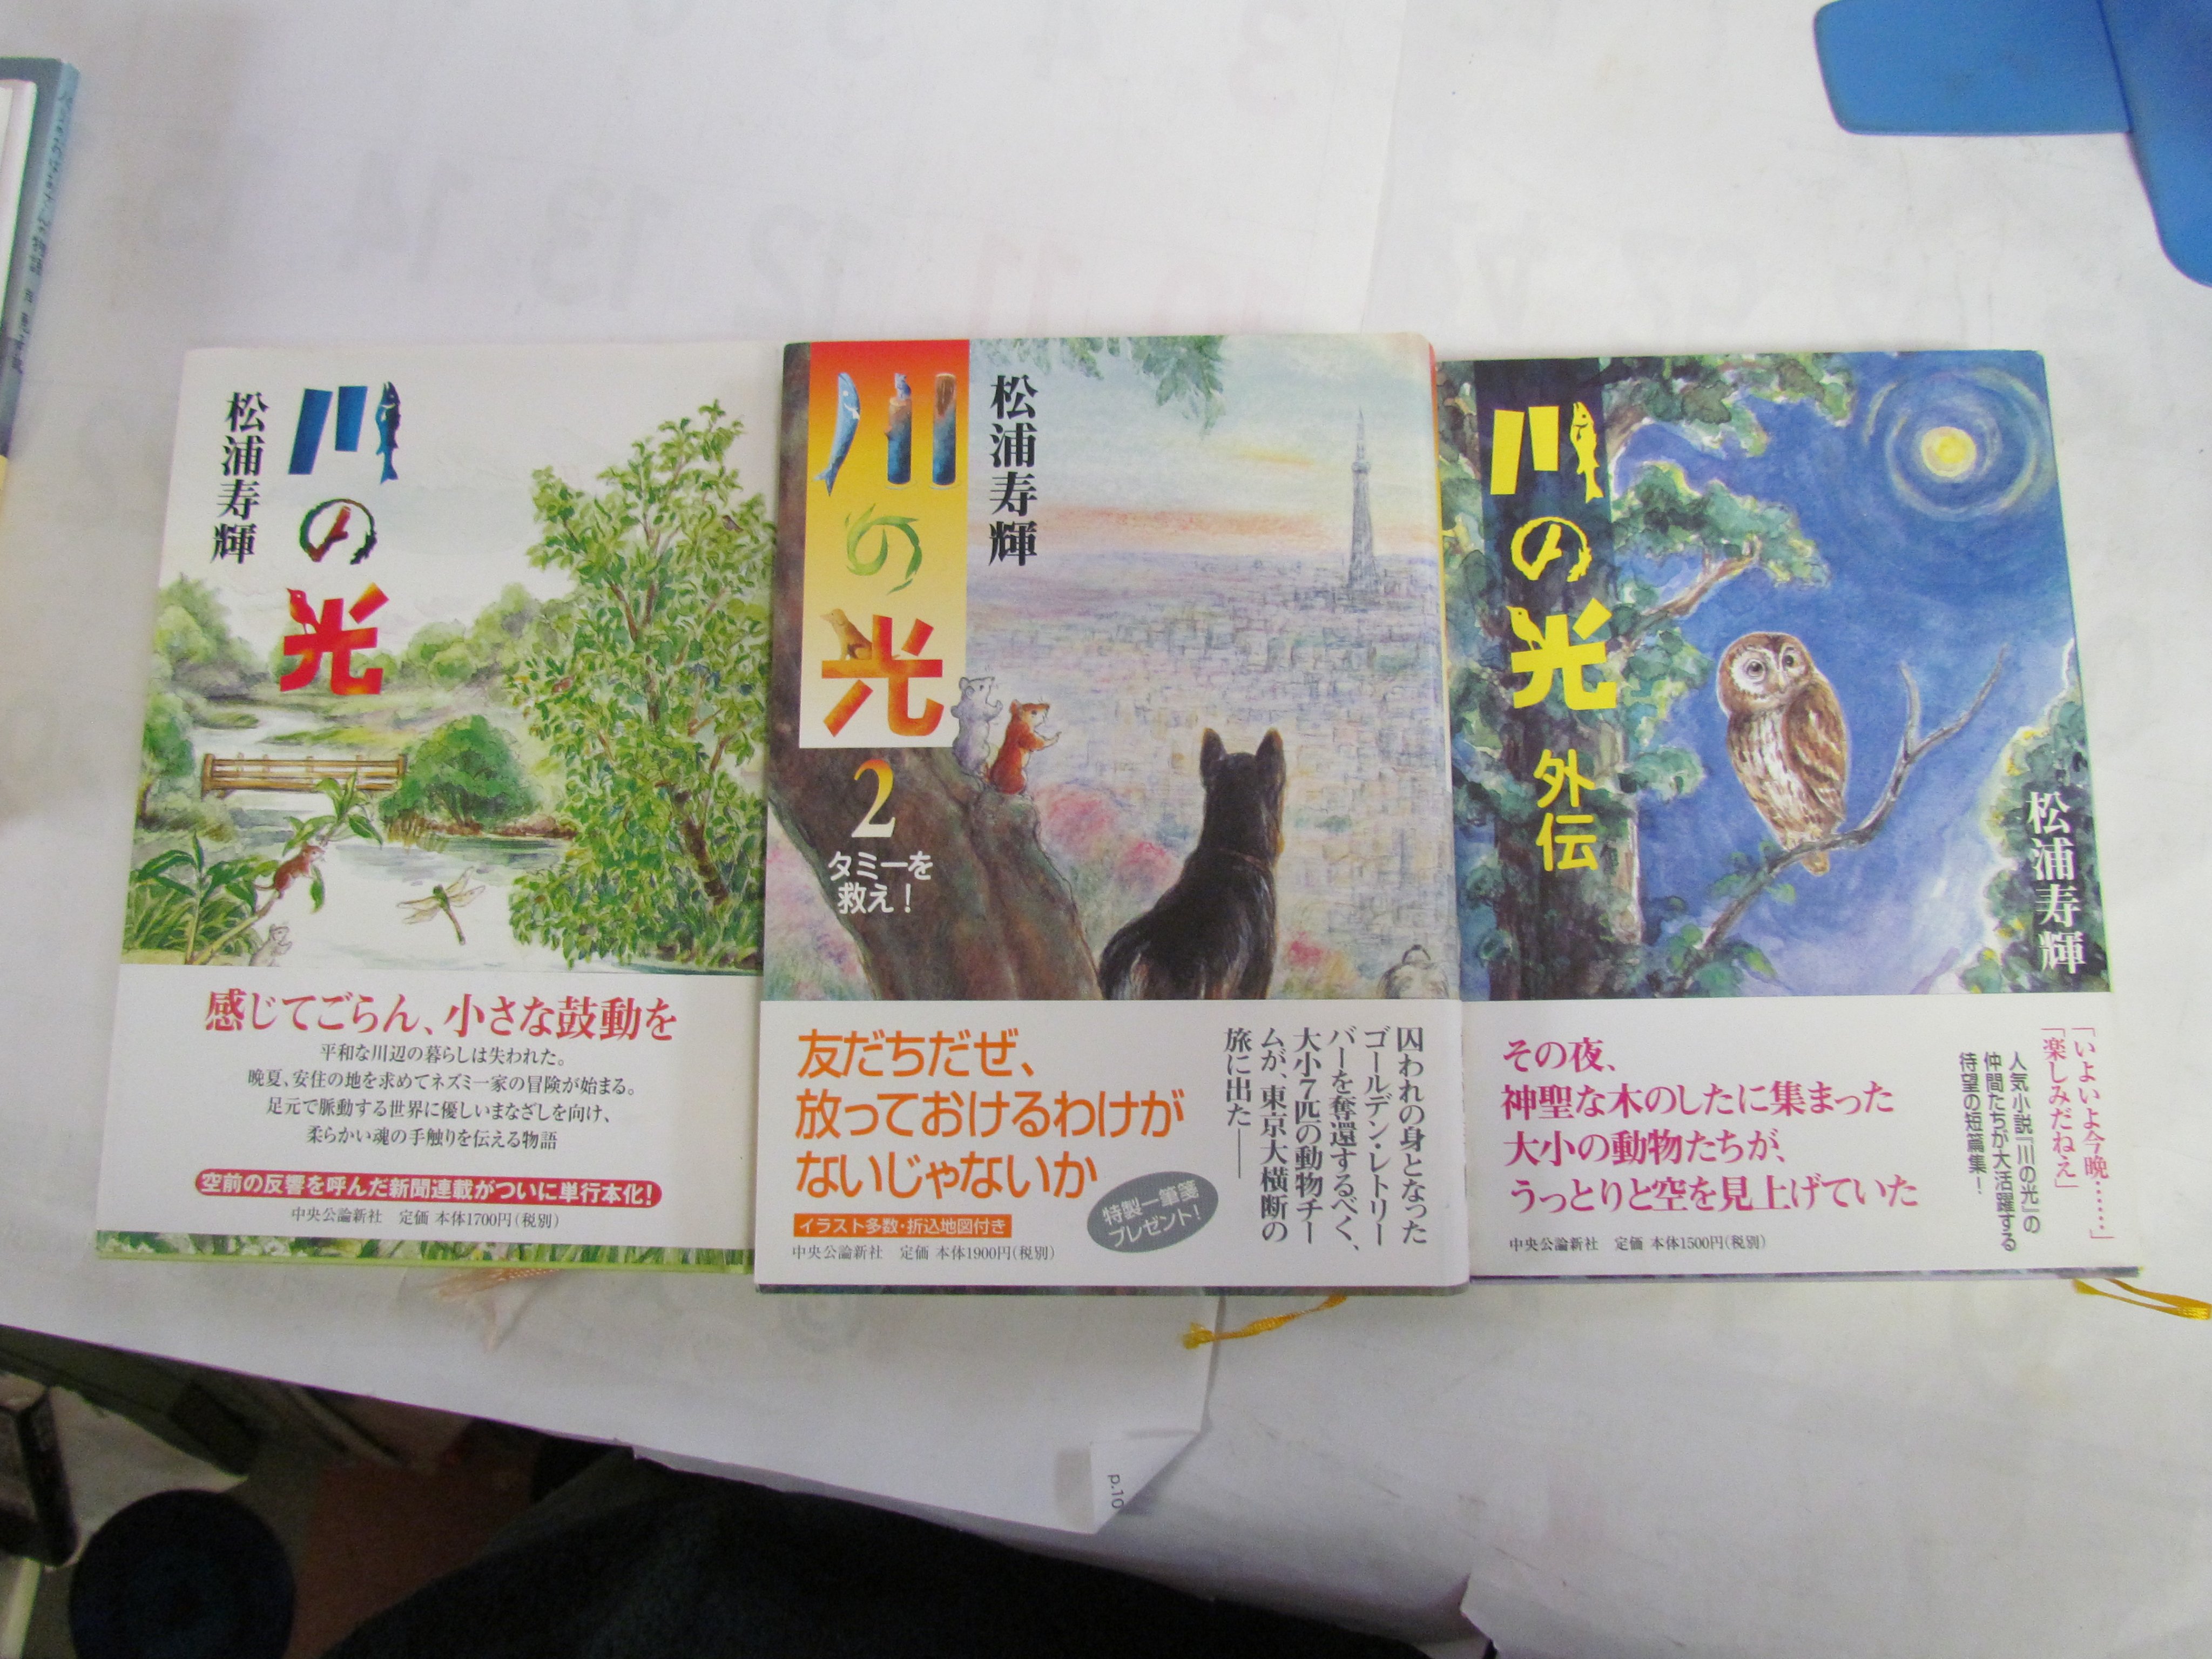 川の光
松浦寿輝
感じてごらん、小さな鼓動を
平和な川辺の暮らしは失われた。
晩夏、安住の地を求めてネズミ一家の冒険が始まる。
足元で脈動する世界に優しいまなざしを向け、
柔らかい魂の手触りを伝える物語
空前の反響を呼んだ新聞連載がついに単行本化！
中央公論新社 定価 本体1700円（税別）
松浦寿輝
川の光
2
タミーを
救え！
囚われの身となった
ゴールデン・レトリー
バーを奪還するべく、
大小7匹の動物チー
ムが、東京大横断の
旅に出た――
友だちだぜ、
放っておけるわけが
ないじゃないか
特製一筆箋
プレゼント！
イラスト多数・折込地図付き
中央公論新社 定価 本体1900円（税別）
川の光
外伝
松浦寿輝
「いよいよ今晩……」
「楽しみだねえ」
人気小説『川の光』の
仲間たちが大活躍する
待望の短篇集！
その夜、
神聖な木のしたに集まった
大小の動物たちが、
うっとりと空を見上げていた
中央公論新社 定価 本体1500円（税別）
p.10